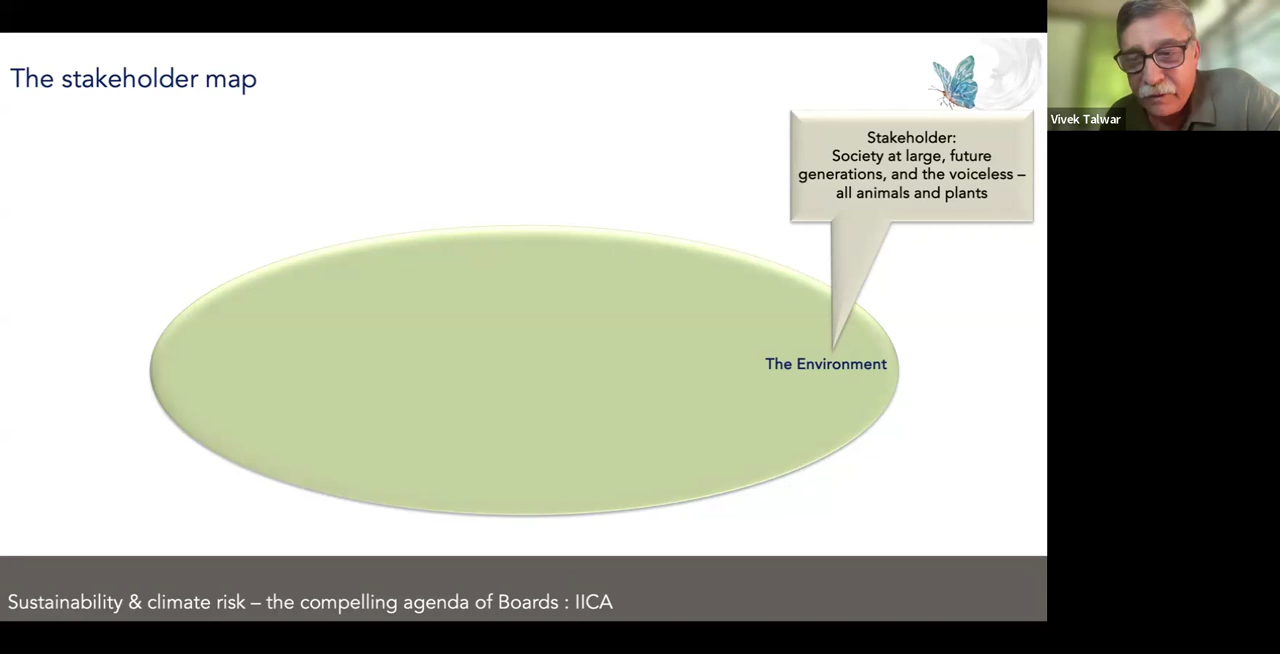 The stakeholder map
Vivek Talwar
Stakeholder:
Society at large, future
generations, and the voiceless –
all animals and plants
The Environment
Sustainability & climate risk – the compelling agenda of Boards : IICA